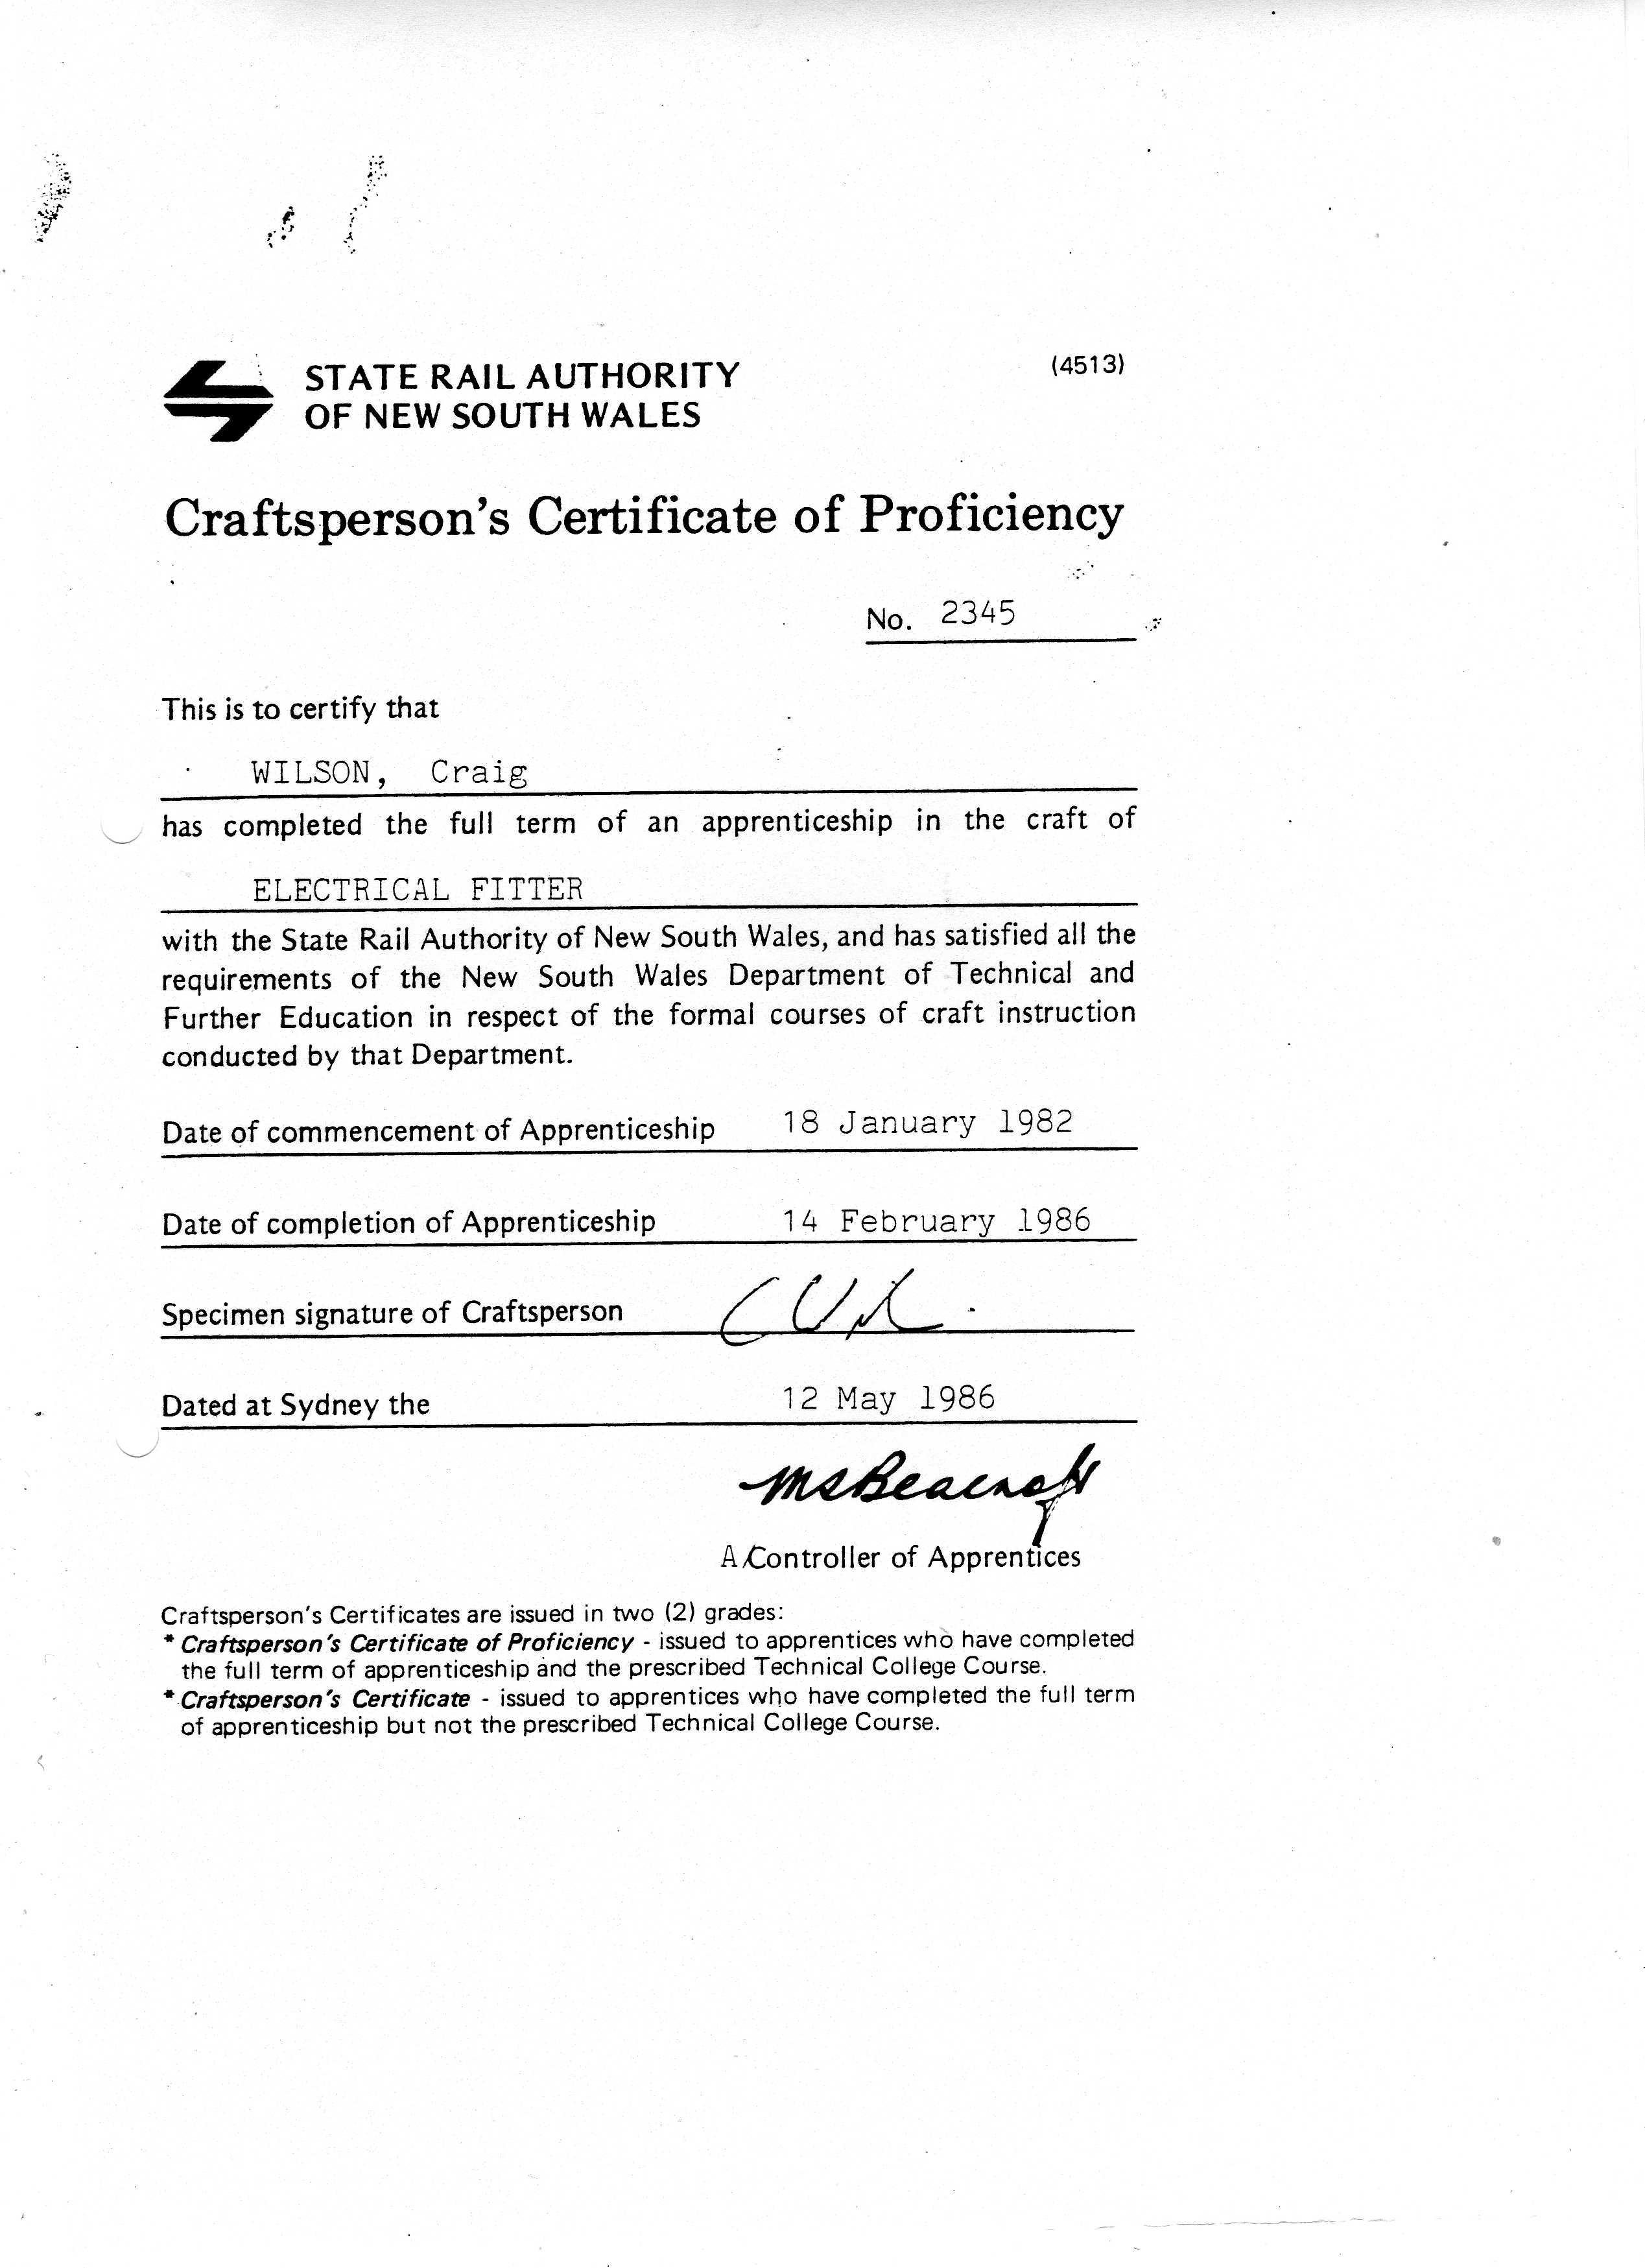 STATE RAIL AUTHORITY
OF NEW SOUTH WALES
(4513)
Craftsperson's Certificate of Proficiency
No. 2345
This is to certify that
WILSON, Craig
has completed the full term of an apprenticeship in the craft of
ELECTRICAL FITTER
with the State Rail Authority of New South Wales, and has satisfied all the
requirements of the New South Wales Department of Technical and
Further Education in respect of the formal courses of craft instruction
conducted by that Department.
Date of commencement of Apprenticeship 18 January 1982
Date of completion of Apprenticeship 14 February 1986
Specimen signature of Craftsperson
Dated at Sydney the 12 May 1986
MSBeacroft
A/Controller of Apprentices
Craftsperson's Certificates are issued in two (2) grades:
* Craftsperson's Certificate of Proficiency - issued to apprentices who have completed
the full term of apprenticeship and the prescribed Technical College Course.
* Craftsperson's Certificate - issued to apprentices who have completed the full term
of apprenticeship but not the prescribed Technical College Course.